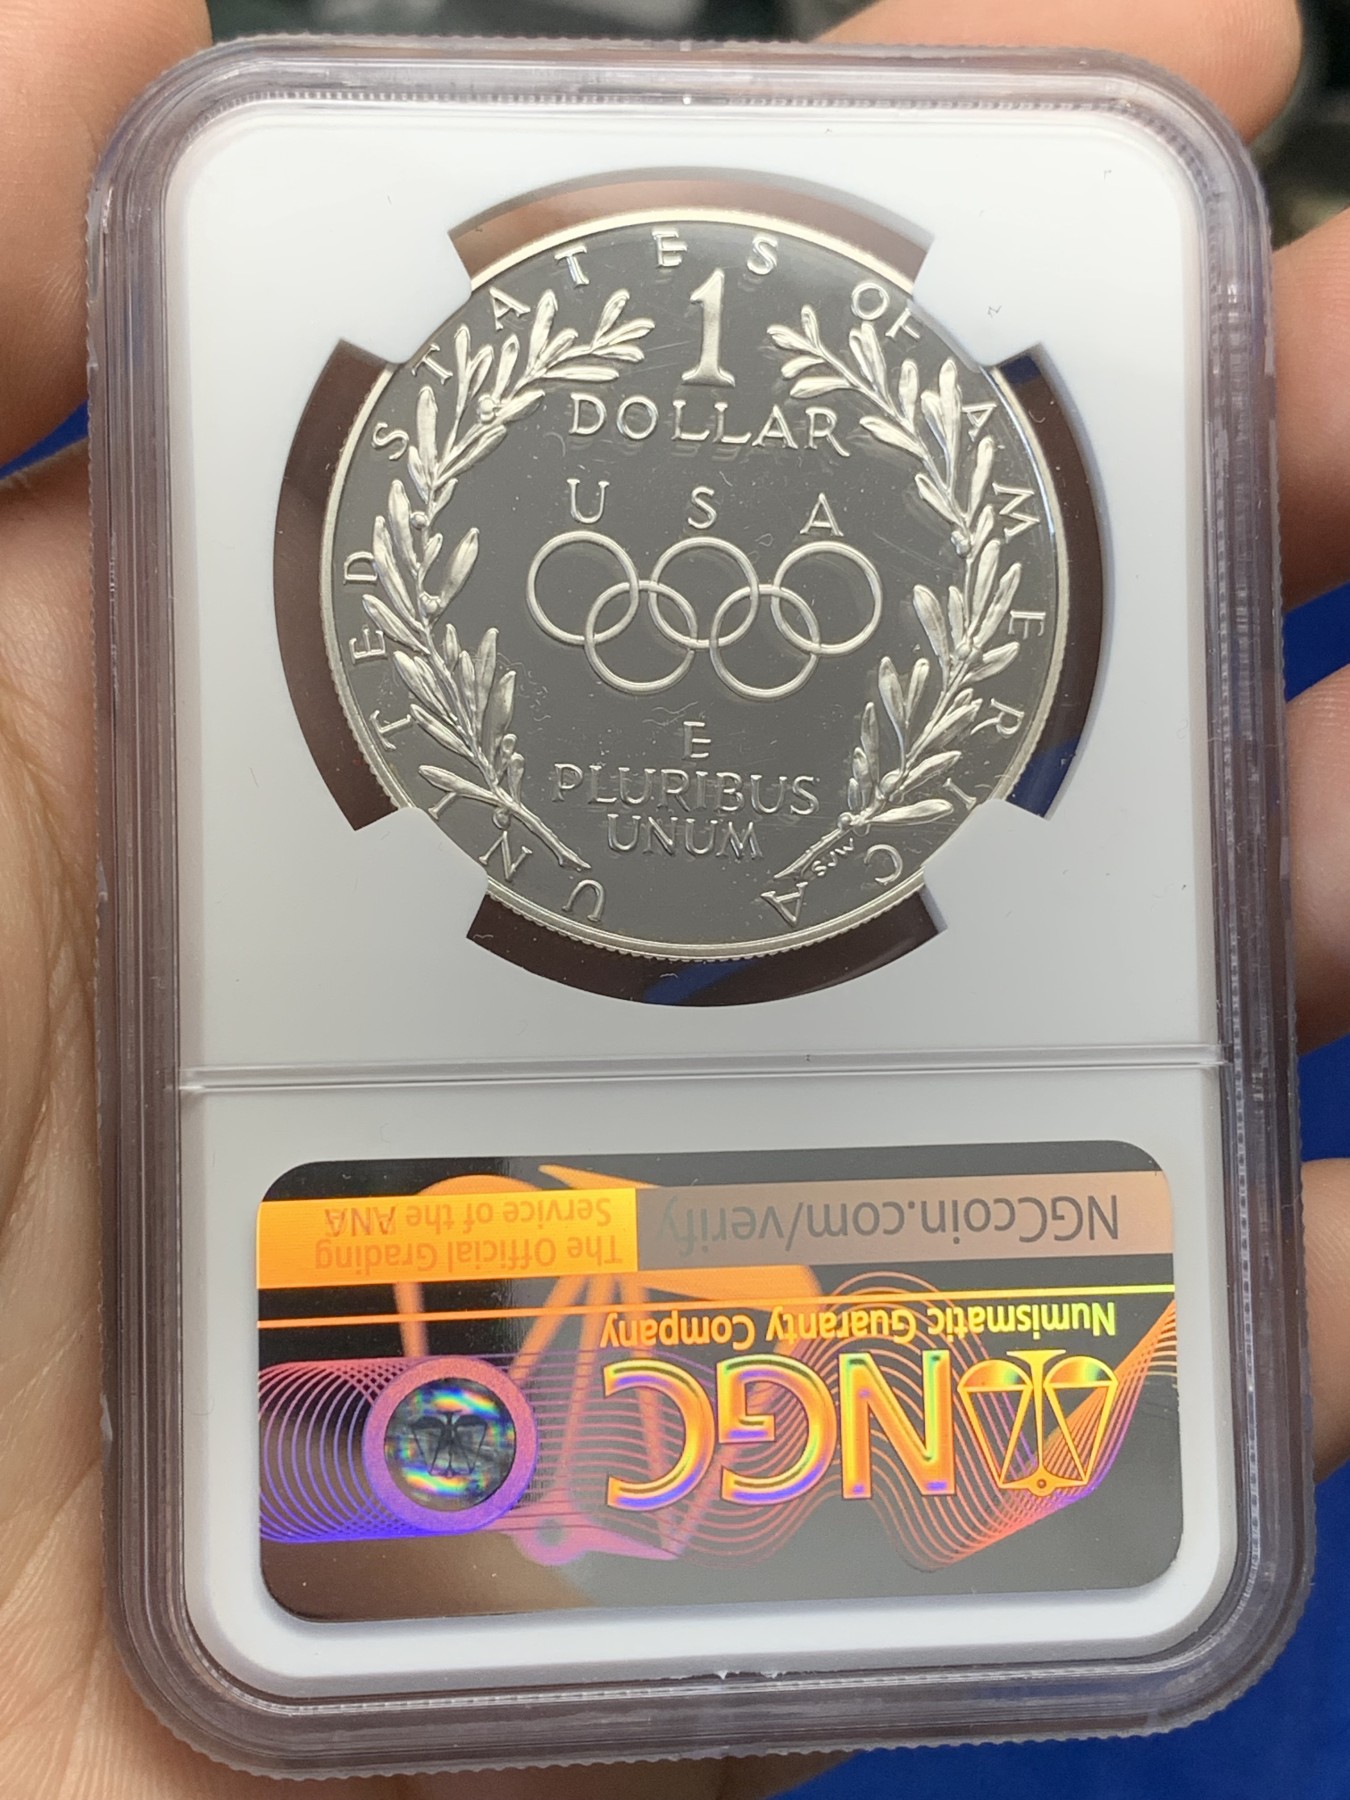 UNITED STATES OF AMERICA
1
DOLLAR
USA
E
PLURIBUS
UNUM
SJW
NGC
Numismatic Guaranty Company
NGCcoin.com/verify
The Official Grading
Service of the ANA